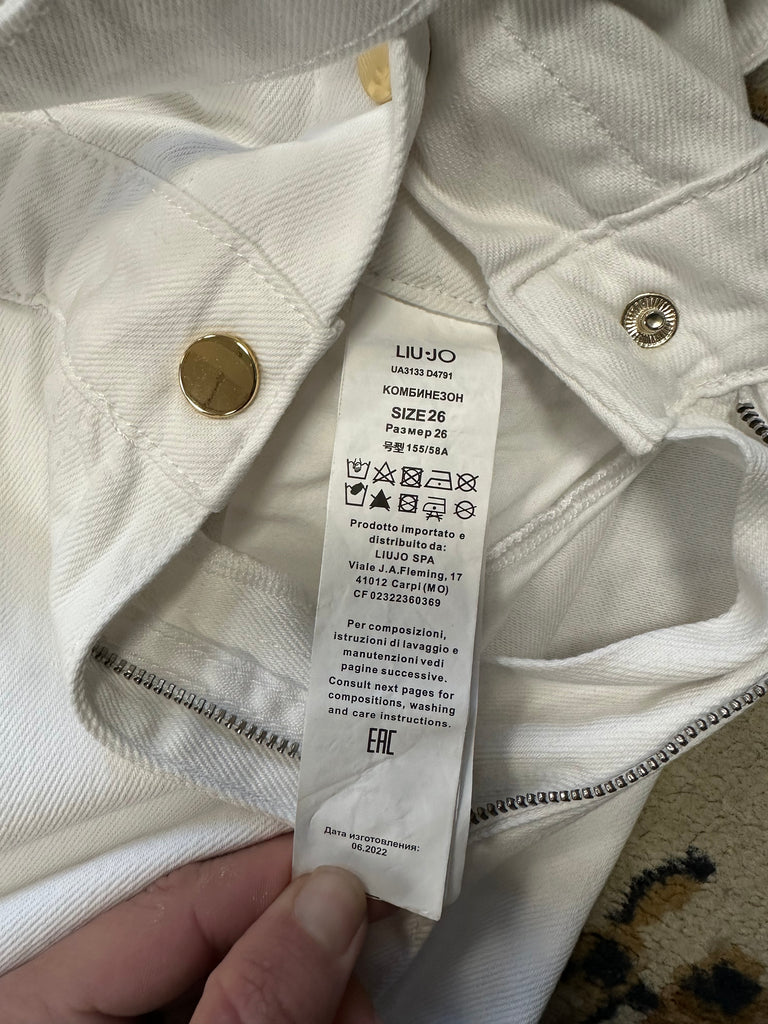 LIU·JO
UA3133 D4791
КОМБИНЕЗОН
SIZE 26
Размер 26
号型 155/58A
Prodotto importato e
distribuito da:
LIUJO SPA
Viale J.A.Fleming, 17
41012 Carpi (MO)
CF 02322360369
Per composizioni,
istruzioni di lavaggio e
manutenzioni vedi
pagine successive.
Consult next pages for
compositions, washing
and care instructions.
EAC
Дата изготовления:
06.2022